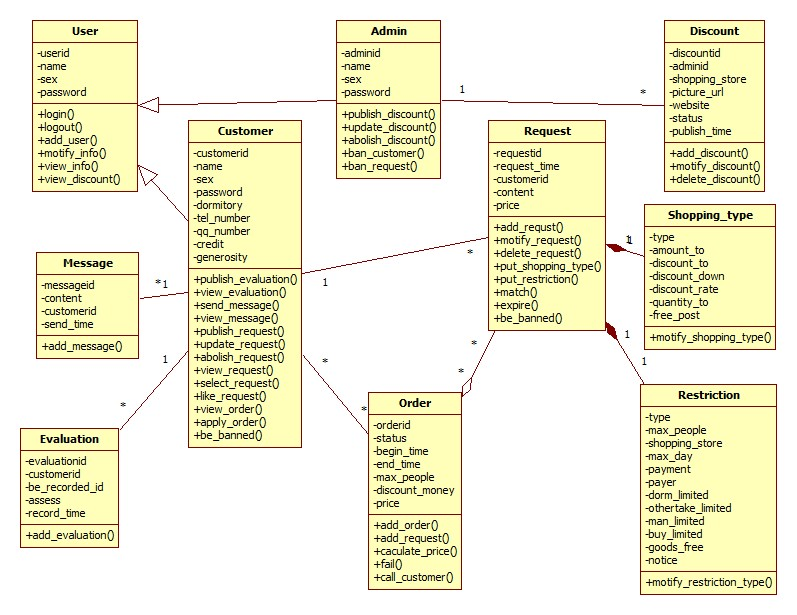 User
-userid
-name
-sex
-password
+login()
+logout()
+add_user()
+motify_info()
+view_info()
+view_discount()
Admin
-adminid
-name
-sex
-password
+publish_discount()
+update_discount()
+abolish_discount()
+ban_customer()
+ban_request()
1
*
Discount
-discountid
-adminid
-shopping_store
-picture_url
-website
-status
-publish_time
+add_discount()
+motify_discount()
+delete_discount()
Customer
-customerid
-name
-sex
-password
-dormitory
-tel_number
-qq_number
-credit
-generosity
+publish_evaluation()
+view_evaluation()
+send_message()
+view_message()
+publish_request()
+update_request()
+abolish_request()
+view_request()
+select_request()
+like_request()
+view_order()
+apply_order()
+be_banned()
Request
-requestid
-request_time
-customerid
-content
-price
+add_requst()
+motify_request()
+delete_request()
+put_shopping_type()
+put_restriction()
+match()
+expire()
+be_banned()
1
1
Shopping_type
-type
-amount_to
-discount_to
-discount_down
-discount_rate
-quantity_to
-free_post
+motify_shopping_type()
Message
-messageid
-content
-customerid
-send_time
+add_message()
*
1
1
*
1
*
*
*
*
*
1
1
Evaluation
-evaluationid
-customerid
-be_recorded_id
-assess
-record_time
+add_evaluation()
Order
-orderid
-status
-begin_time
-end_time
-max_people
-discount_money
-price
+add_order()
+add_request()
+caculate_price()
+fail()
+call_customer()
Restriction
-type
-max_people
-shopping_store
-max_day
-payment
-payer
-dorm_limited
-othertake_limited
-man_limited
-buy_limited
-goods_free
-notice
+motify_restriction_type()